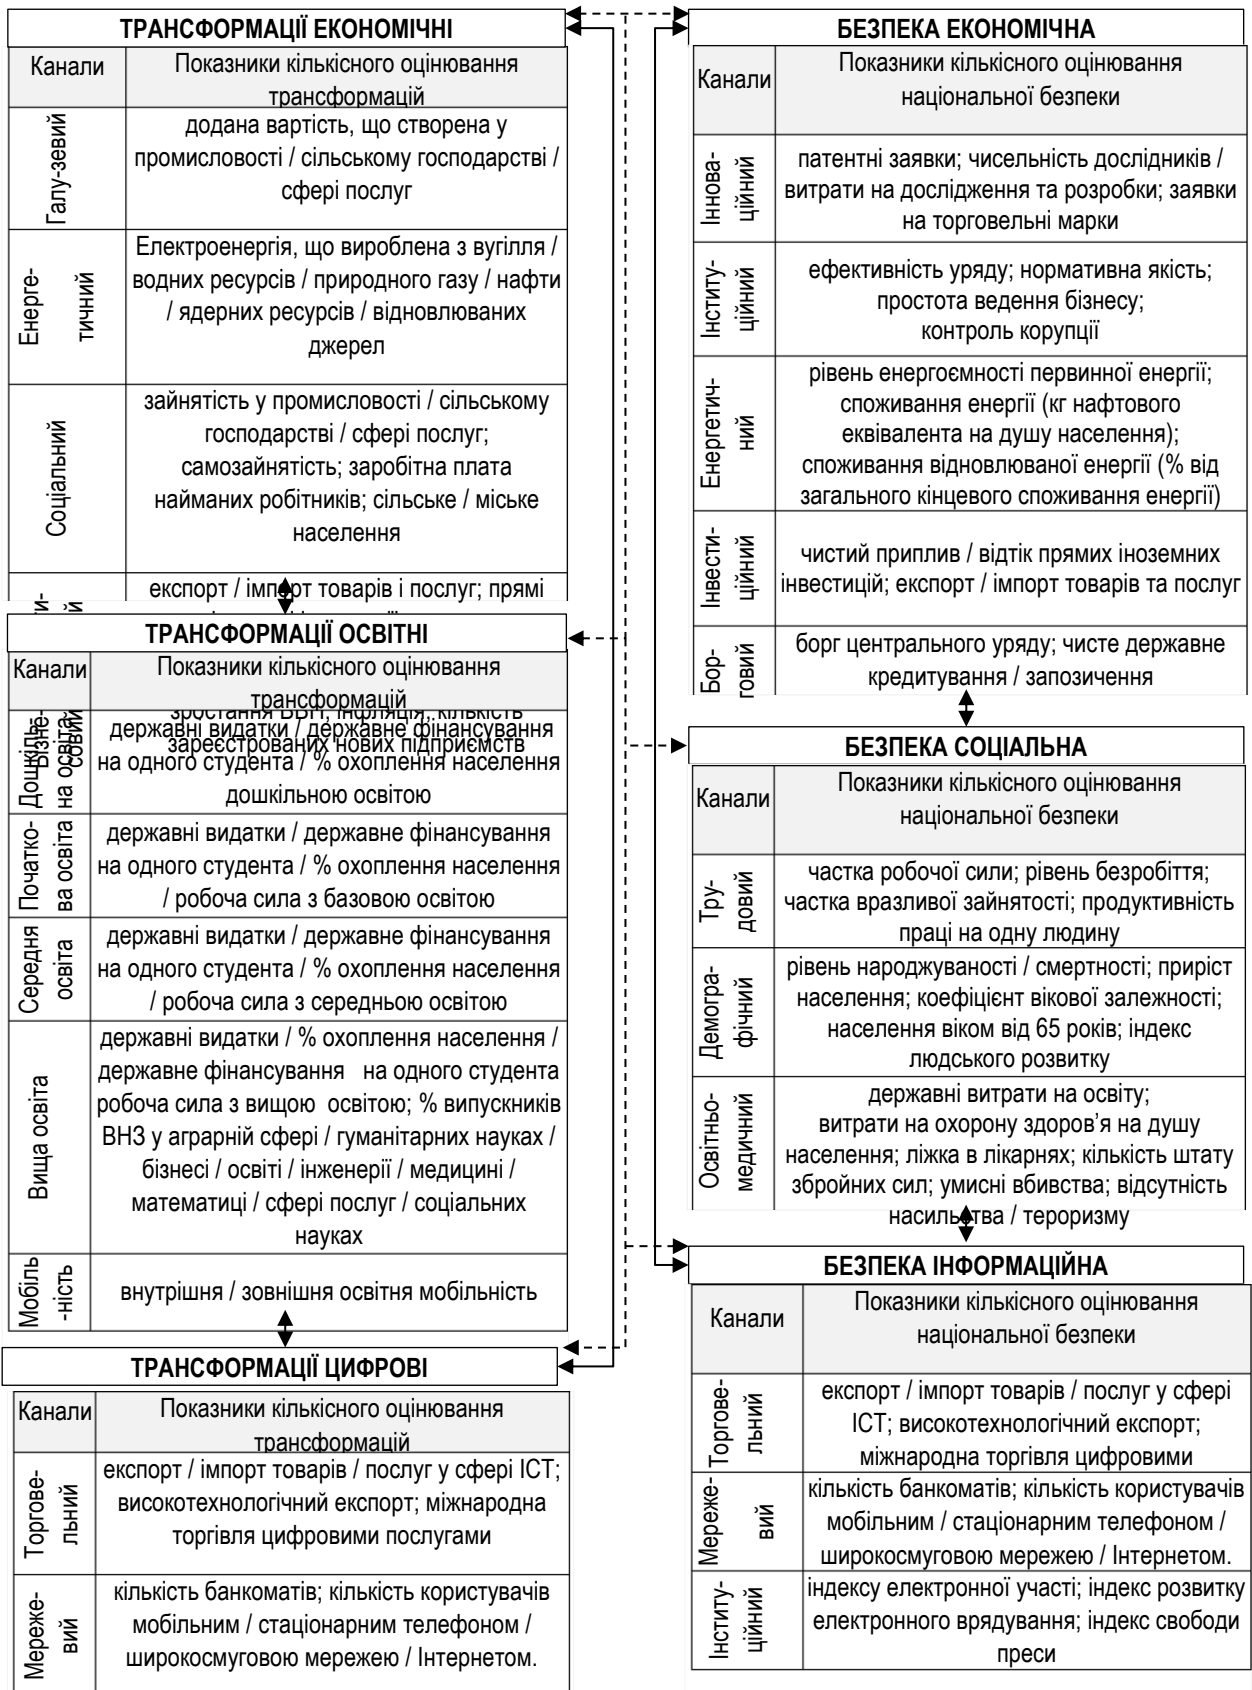 ТРАНСФОРМАЦІЇ ЕКОНОМІЧНІ
Канали
Показники кількісного оцінювання
трансформацій
Галу-зевий
додана вартість, що створена у
промисловості / сільському господарстві /
сфері послуг
Енерге-
тичний
Електроенергія, що вироблена з вугілля /
водних ресурсів / природного газу / нафти
/ ядерних ресурсів / відновлюваних
джерел
Соціальний
зайнятість у промисловості / сільському
господарстві / сфері послуг;
самозайнятість; заробітна плата
найманих робітників; сільське / міське
населення
експорт / імпорт товарів і послуг; прямі
ТРАНСФОРМАЦІЇ ОСВІТНІ
Канали
Показники кількісного оцінювання
трансформацій
Бізне-
совий
зростання ВВП, інфляція, кількість
зареєстрованих нових підприємств
Дошкіль-
на освіта
державні видатки / державне фінансування
на одного студента / % охоплення населення
дошкільною освітою
Початко-
ва освіта
державні видатки / державне фінансування
на одного студента / % охоплення населення
/ робоча сила з базовою освітою
Середня
освіта
державні видатки / державне фінансування
на одного студента / % охоплення населення
/ робоча сила з середньою освітою
Вища освіта
державні видатки / % охоплення населення /
державне фінансування на одного студента
робоча сила з вищою освітою; % випускників
ВНЗ у аграрній сфері / гуманітарних науках /
бізнесі / освіті / інженерії / медицині /
математиці / сфері послуг / соціальних
науках
Мобіль
-ність
внутрішня / зовнішня освітня мобільність
ТРАНСФОРМАЦІЇ ЦИФРОВІ
Канали
Показники кількісного оцінювання
трансформацій
Торгове-
льний
експорт / імпорт товарів / послуг у сфері ІСТ;
високотехнологічний експорт; міжнародна
торгівля цифровими послугами
Мереже-
вий
кількість банкоматів; кількість користувачів
мобільним / стаціонарним телефоном /
широкосмуговою мережею / Інтернетом.
БЕЗПЕКА ЕКОНОМІЧНА
Канали
Показники кількісного оцінювання
національної безпеки
Іннова-
ційний
патентні заявки; чисельність дослідників /
витрати на дослідження та розробки; заявки
на торговельні марки
Інститу-
ційний
ефективність уряду; нормативна якість;
простота ведення бізнесу;
контроль корупції
Енергетич-
ний
рівень енергоємності первинної енергії;
споживання енергії (кг нафтового
еквівалента на душу населення);
споживання відновлюваної енергії (% від
загального кінцевого споживання енергії)
Інвести-
ційний
чистий приплив / відтік прямих іноземних
інвестицій; експорт / імпорт товарів та послуг
Бор-
говий
борг центрального уряду; чисте державне
кредитування / запозичення
БЕЗПЕКА СОЦІАЛЬНА
Канали
Показники кількісного оцінювання
національної безпеки
Тру-
довий
частка робочої сили; рівень безробіття;
частка вразливої зайнятості; продуктивність
праці на одну людину
Демогра-
фічний
рівень народжуваності / смертності; приріст
населення; коефіцієнт вікової залежності;
населення віком від 65 років; індекс
людського розвитку
Освітньо-
медичний
державні витрати на освіту;
витрати на охорону здоров’я на душу
населення; ліжка в лікарнях; кількість штату
збройних сил; умисні вбивства; відсутність
насильства / тероризму
БЕЗПЕКА ІНФОРМАЦІЙНА
Канали
Показники кількісного оцінювання
національної безпеки
Торгове-
льний
експорт / імпорт товарів / послуг у сфері
ІСТ; високотехнологічний експорт;
міжнародна торгівля цифровими
Мереже-
вий
кількість банкоматів; кількість користувачів
мобільним / стаціонарним телефоном /
широкосмуговою мережею / Інтернетом.
Інститу-
ційний
індексу електронної участі; індекс розвитку
електронного врядування; індекс свободи
преси